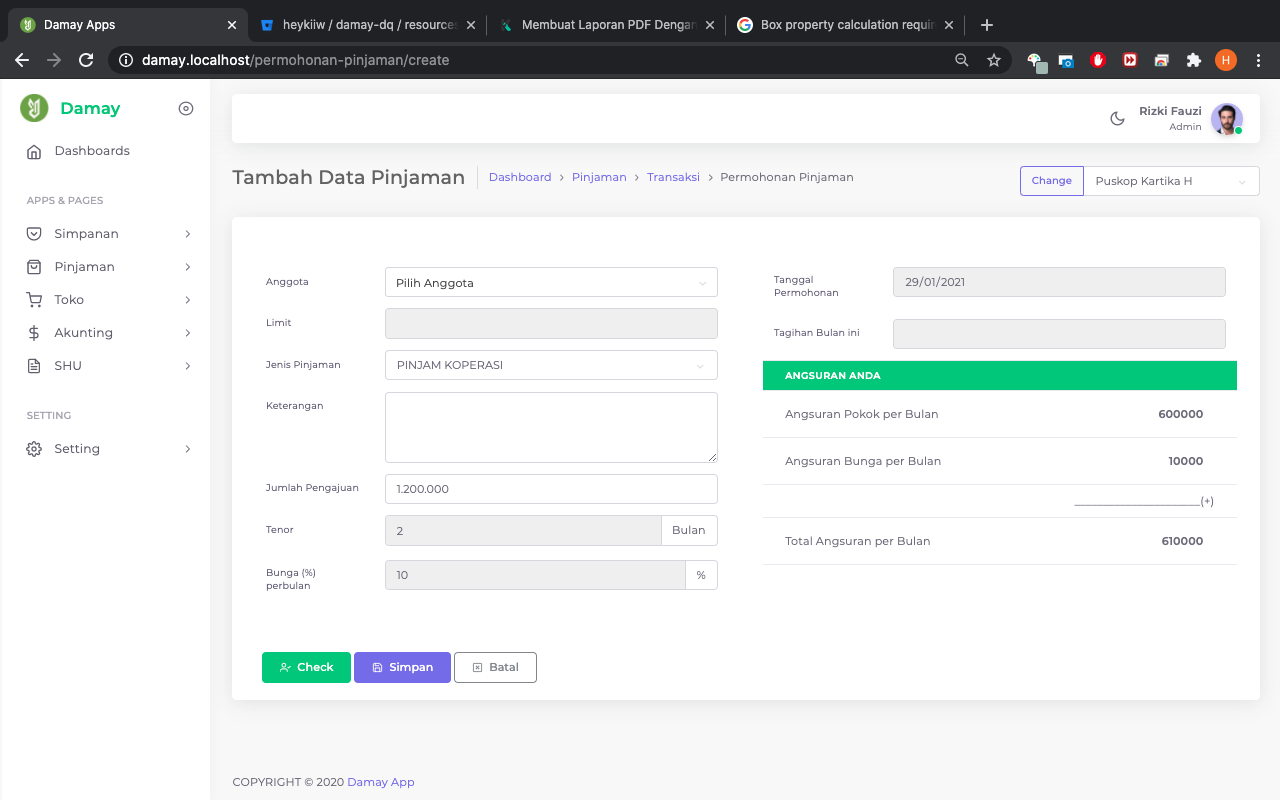 Damay Apps
heykiiw / damay-dq / resources
Membuat Laporan PDF Dengan
Box property calculation requir
damay.localhost/permohonan-pinjaman/create
H
Damay
Rizki Fauzi
Admin
Dashboards
Tambah Data Pinjaman
Dashboard > Pinjaman > Transaksi > Permohonan Pinjaman
Change
Puskop Kartika H
APPS & PAGES
Simpanan
Pinjaman
Toko
Akunting
SHU
SETTING
Setting
Anggota
Pilih Anggota
Limit
Jenis Pinjaman
PINJAM KOPERASI
Keterangan
Jumlah Pengajuan
1.200.000
Tenor
2
Bulan
Bunga (%)
perbulan
10
%
Tanggal
Permohonan
29/01/2021
Tagihan Bulan ini
ANGSURAN ANDA
Angsuran Pokok per Bulan 600000
Angsuran Bunga per Bulan 10000
____________________(+)
Total Angsuran per Bulan 610000
Check
Simpan
Batal
COPYRIGHT © 2020 Damay App